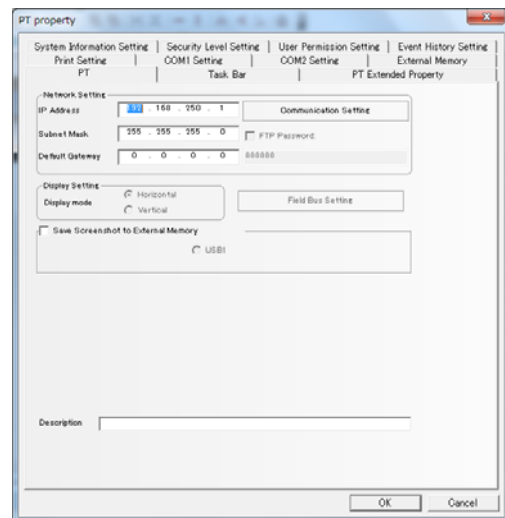 PT property
System Information Setting | Security Level Setting | User Permission Setting | Event History Setting
Print Setting | COM1 Setting | COM2 Setting | External Memory
PT | Task Bar | PT Extended Property
Network Setting
IP Address 192 . 168 . 250 . 1 Communication Setting
Subnet Mask 255 . 255 . 255 . 0 FTP Password:
Default Gateway 0 . 0 . 0 . 0 888888
Display Setting
Display mode Horizontal Field Bus Setting
Vertical
Save Screenshot to External Memory
USB1
Description
OK Cancel